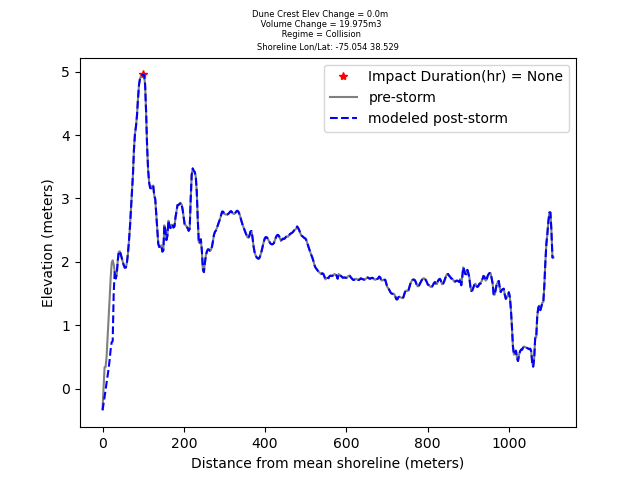 Dune Crest Elev Change = 0.0m
Volume Change = 19.975m3
Regime = Collision
Shoreline Lon/Lat: -75.054 38.529
Impact Duration(hr) = None
pre-storm
modeled post-storm
Elevation (meters)
5
4
3
2
1
0
0 200 400 600 800 1000
Distance from mean shoreline (meters)